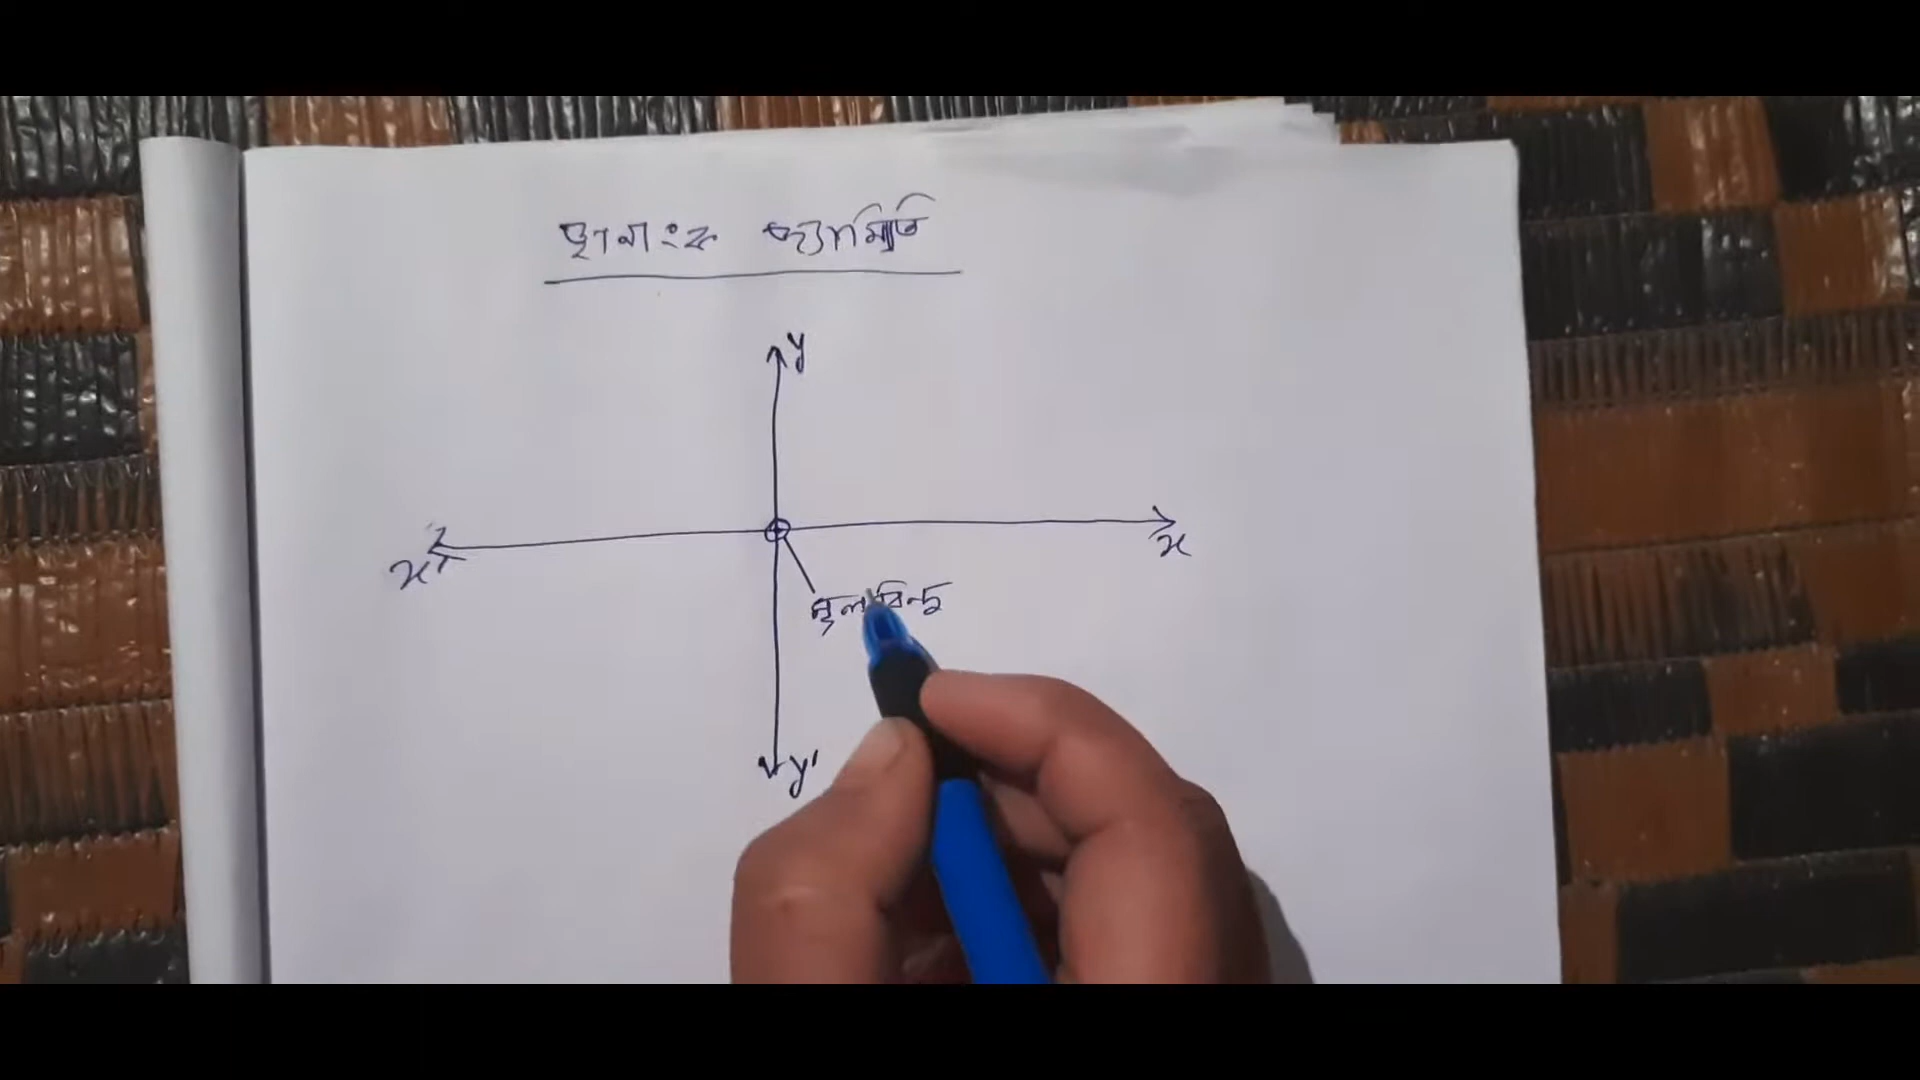 স্থানাংক জ্যামিতি
y
x
x'
মূলবিন্দু
y'